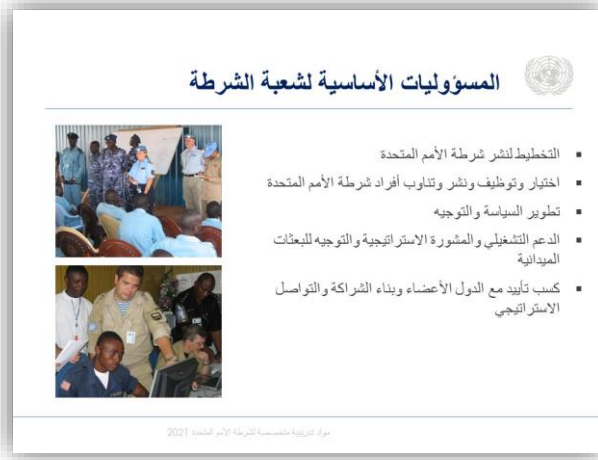 المسؤوليات الأساسية لشعبة الشرطة
التخطيط لنشر شرطة الأمم المتحدة
اختيار وتوظيف ونشر وتناوب أفراد شرطة الأمم المتحدة
تطوير السياسة والتوجيه
الدعم التشغيلي والمشورة الاستراتيجية والتوجيه للبعثات
الميدانية
كسب تأييد مع الدول الأعضاء وبناء الشراكة والتواصل
الاستراتيجي
مواد تدريبية متخصصة لشرطة الأمم المتحدة 2021